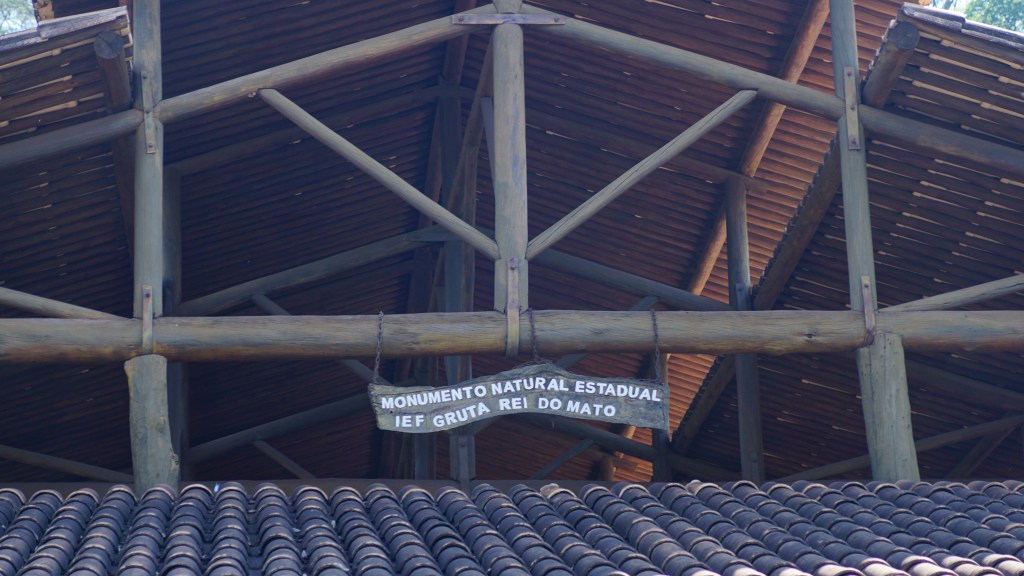 MONUMENTO NATURAL ESTADUAL
IEF GRUTA REI DO MATO